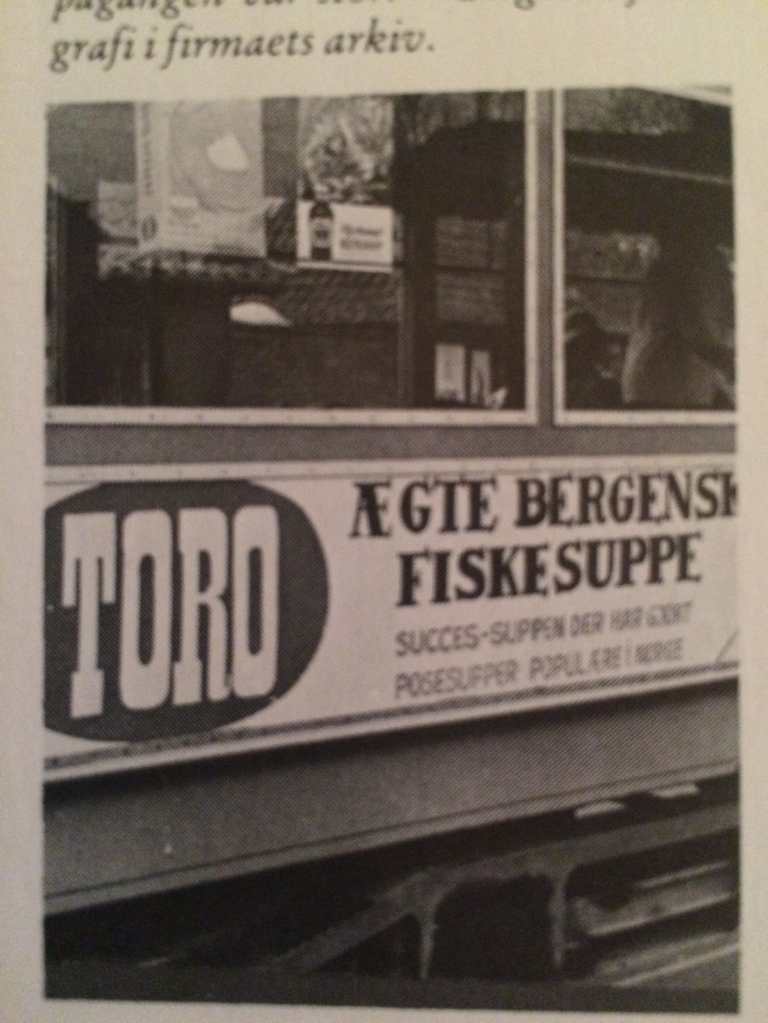 grafi i firmaets arkiv.
TORO
ÆGTE BERGENSK
FISKESUPPE
SUCCES-SUPPEN DER HAR GJORT
POSESUPPER POPULÆRE I NORGE